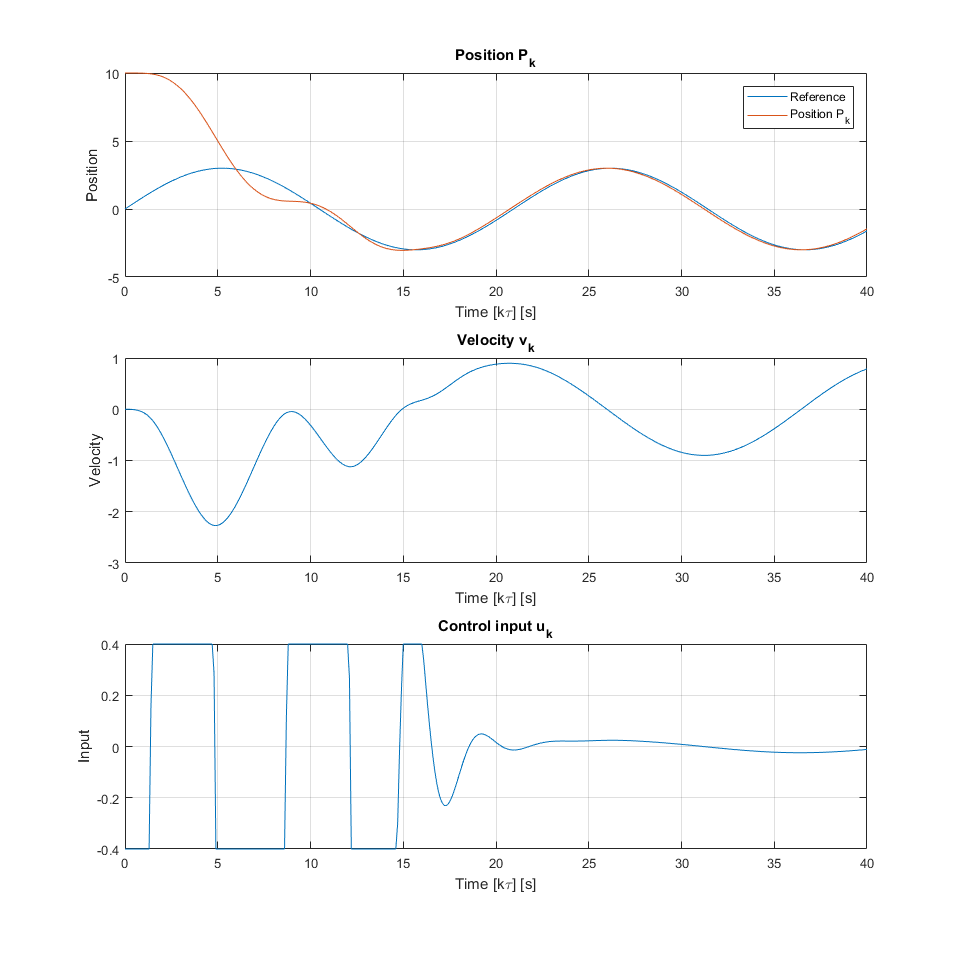 Position P_k
Position
10
5
0
-5
Reference
Position P_k
0 5 10 15 20 25 30 35 40
Time [kτ] [s]
Velocity v_k
Velocity
1
0
-1
-2
-3
0 5 10 15 20 25 30 35 40
Time [kτ] [s]
Control input u_k
Input
0.4
0.2
0
-0.2
-0.4
0 5 10 15 20 25 30 35 40
Time [kτ] [s]